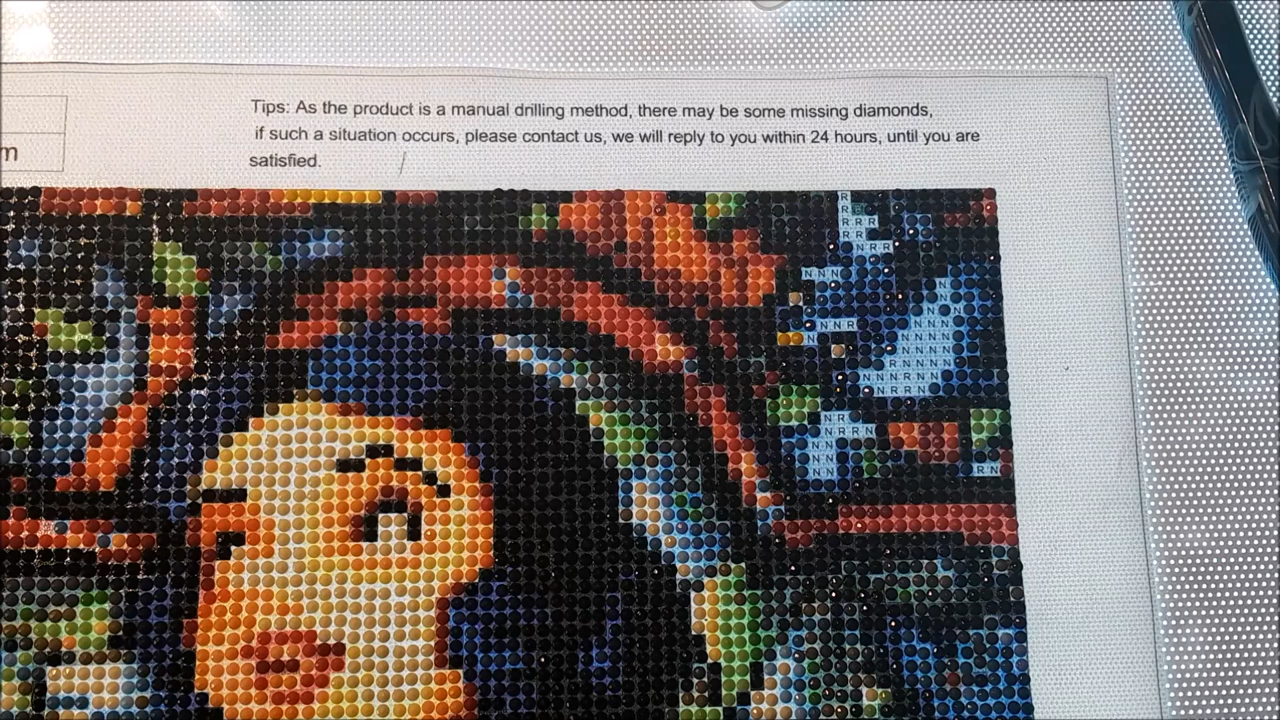 Tips: As the product is a manual drilling method, there may be some missing diamonds,
if such a situation occurs, please contact us, we will reply to you within 24 hours, until you are
satisfied.
m
R
R
R R R
R R
N R R
N N N
N
N
N N R
N N N
N
N N N
N N N N
R N N N
N N N R N N
N R R N
N R
N R R N
N N
N N
R N
N N